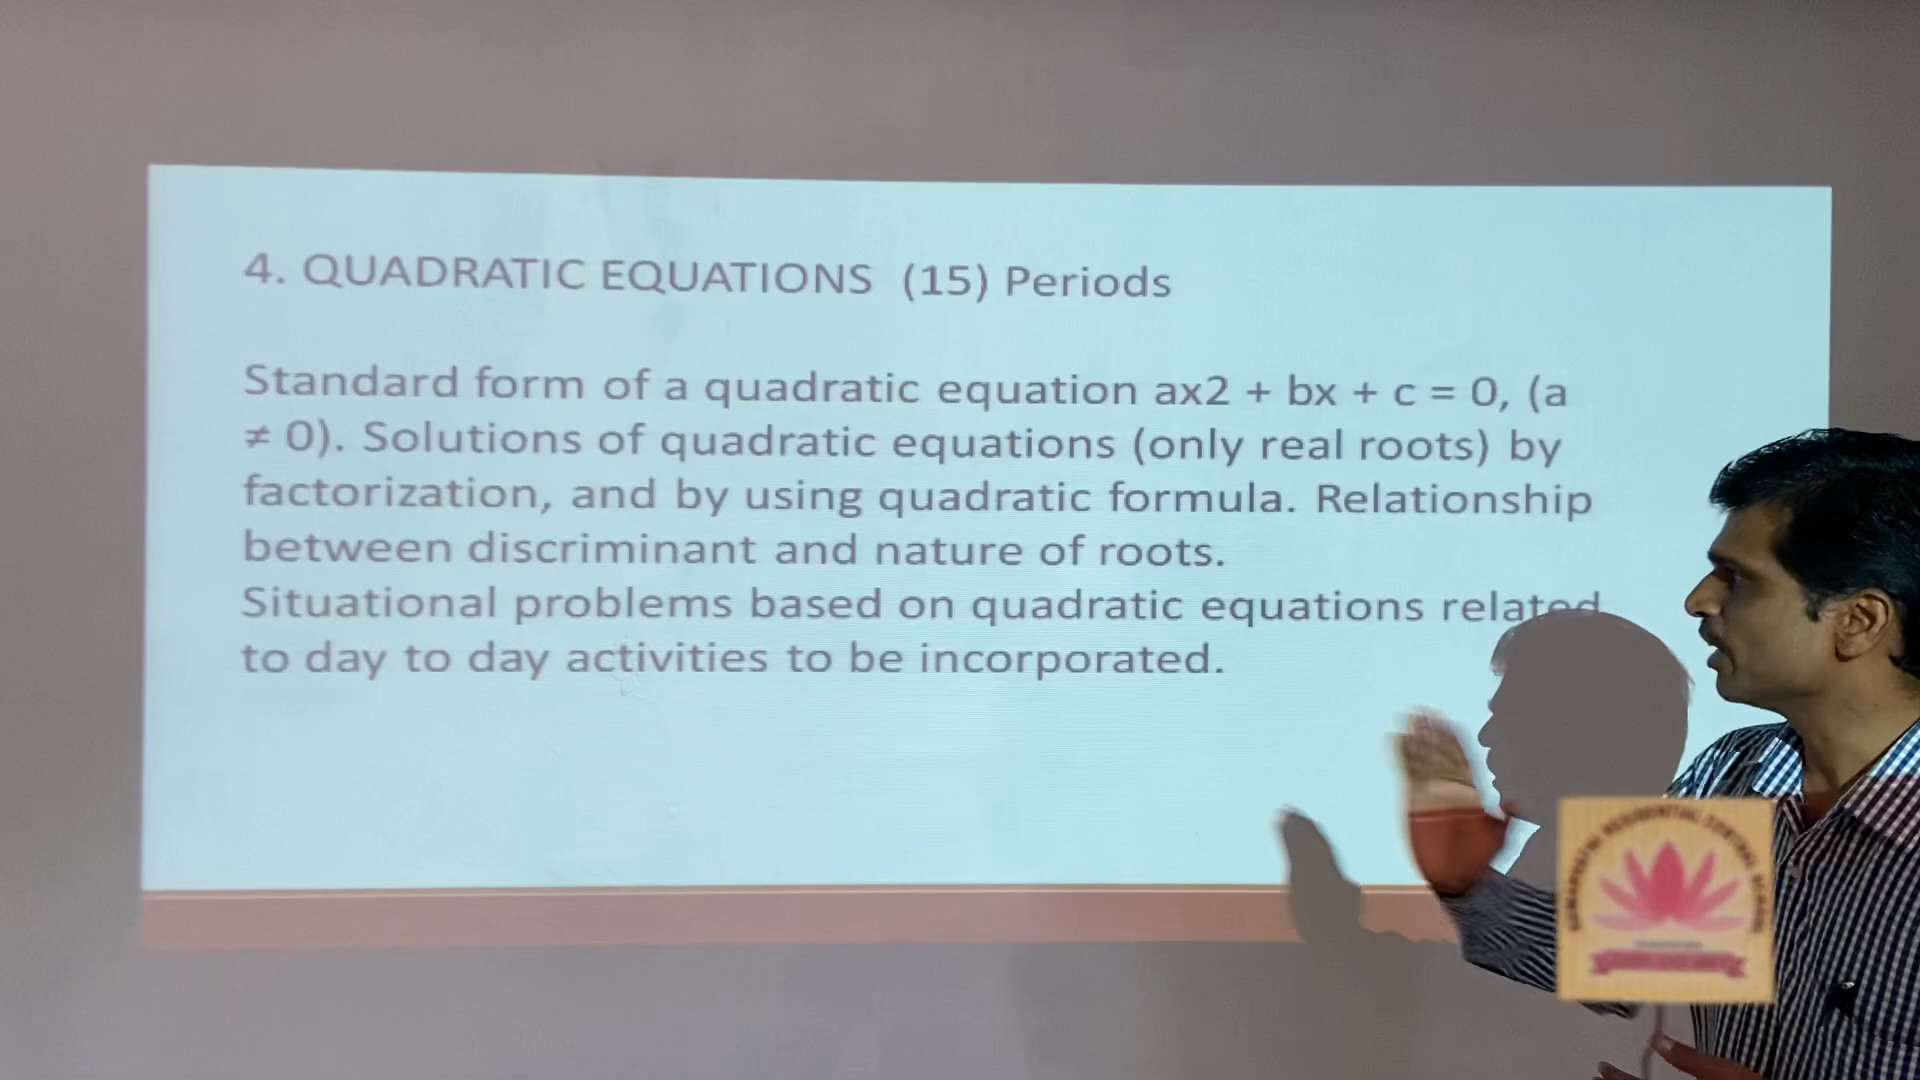 4. QUADRATIC EQUATIONS (15) Periods
Standard form of a quadratic equation ax2 + bx + c = 0, (a
≠ 0). Solutions of quadratic equations (only real roots) by
factorization, and by using quadratic formula. Relationship
between discriminant and nature of roots.
Situational problems based on quadratic equations related
to day to day activities to be incorporated.
RESIDENTIAL CENTRAL